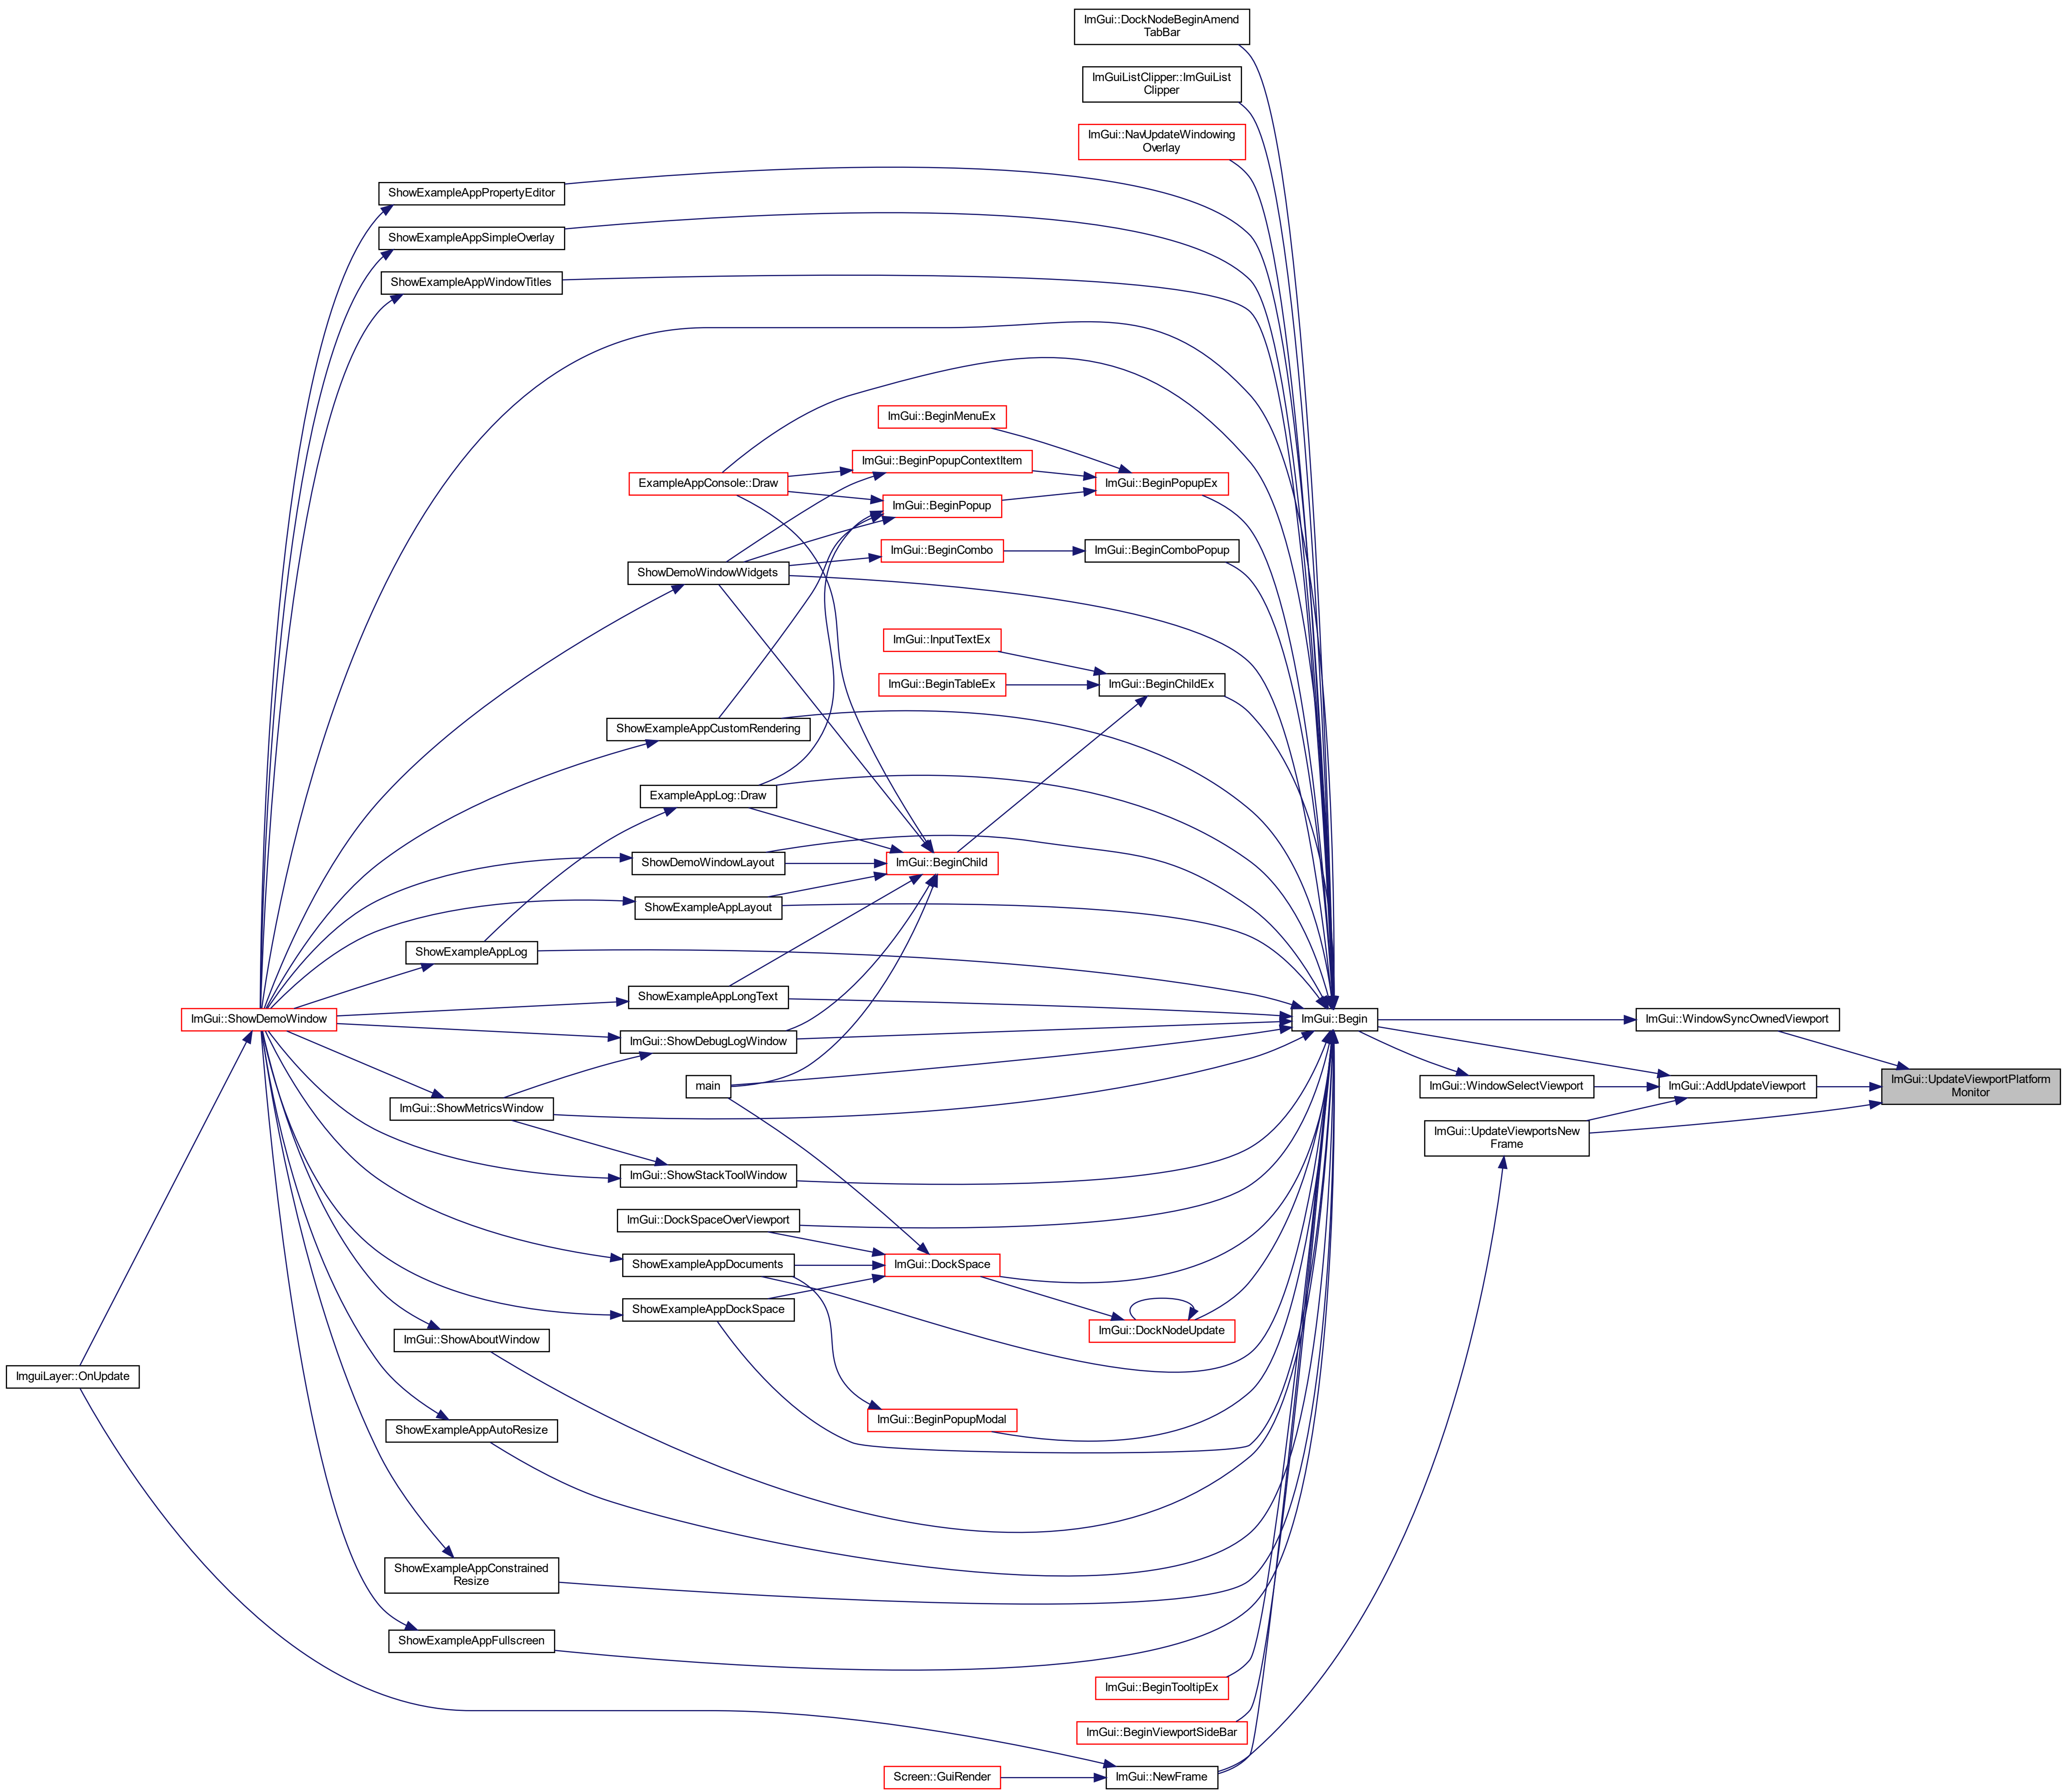 ImGui::DockNodeBeginAmend
TabBar
ImGuiListClipper::ImGuiList
Clipper
ImGui::NavUpdateWindowing
Overlay
ShowExampleAppPropertyEditor
ShowExampleAppSimpleOverlay
ShowExampleAppWindowTitles
ImGui::BeginMenuEx
ImGui::BeginPopupContextItem
ExampleAppConsole::Draw
ImGui::BeginPopupEx
ImGui::BeginPopup
ImGui::BeginCombo
ImGui::BeginComboPopup
ShowDemoWindowWidgets
ImGui::InputTextEx
ImGui::BeginTableEx
ImGui::BeginChildEx
ShowExampleAppCustomRendering
ExampleAppLog::Draw
ShowDemoWindowLayout
ImGui::BeginChild
ShowExampleAppLayout
ShowExampleAppLog
ShowExampleAppLongText
ImGui::ShowDemoWindow
ImGui::Begin
ImGui::WindowSyncOwnedViewport
ImGui::ShowDebugLogWindow
main
ImGui::WindowSelectViewport
ImGui::AddUpdateViewport
ImGui::UpdateViewportPlatform
Monitor
ImGui::ShowMetricsWindow
ImGui::UpdateViewportsNew
Frame
ImGui::ShowStackToolWindow
ImGui::DockSpaceOverViewport
ShowExampleAppDocuments
ImGui::DockSpace
ShowExampleAppDockSpace
ImGui::DockNodeUpdate
ImGui::ShowAboutWindow
ImguiLayer::OnUpdate
ImGui::BeginPopupModal
ShowExampleAppAutoResize
ShowExampleAppConstrained
Resize
ShowExampleAppFullscreen
ImGui::BeginTooltipEx
ImGui::BeginViewportSideBar
Screen::GuiRender
ImGui::NewFrame